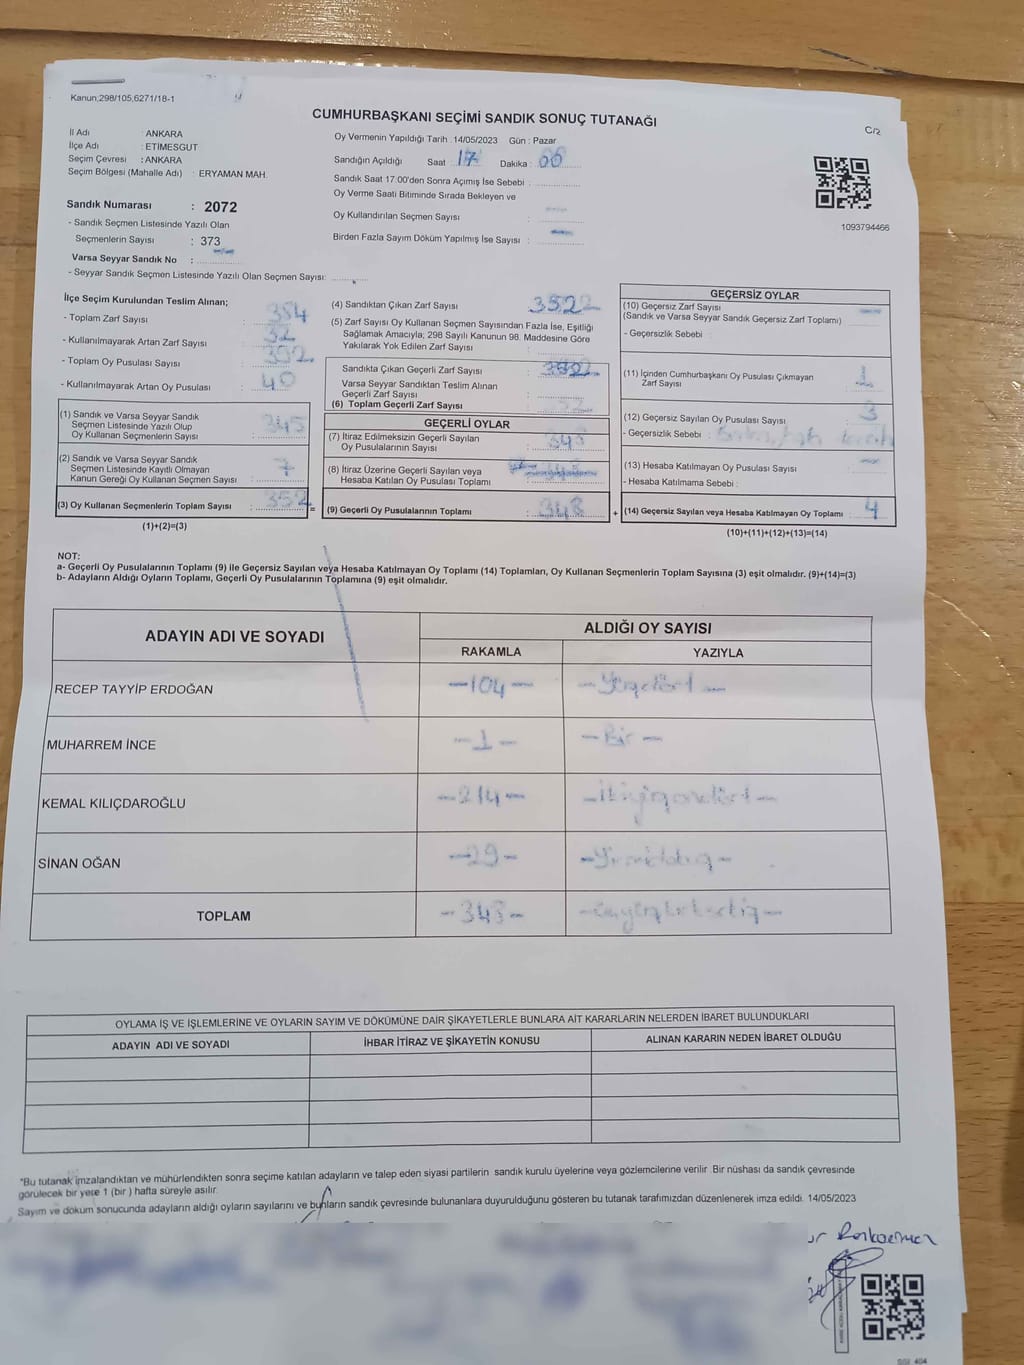 Kanun,298/105,6271/18-1
CUMHURBAŞKANI SEÇİMİ SANDIK SONUÇ TUTANAĞI
C/2
İl Adı : ANKARA
İlçe Adı : ETİMESGUT
Seçim Çevresi : ANKARA
Seçim Bölgesi (Mahalle Adı) : ERYAMAN MAH.
Oy Vermenin Yapıldığı Tarih : 14/05/2023 Gün : Pazar
Sandığın Açıldığı Saat : 17 Dakika : 00
Sandık Saat 17:00'den Sonra Açımış İse Sebebi :
Oy Verme Saati Bitiminde Sırada Bekleyen ve
Oy Kullandırılan Seçmen Sayısı :
Birden Fazla Sayım Döküm Yapılmış İse Sayısı :
1093794466
Sandık Numarası : 2072
- Sandık Seçmen Listesinde Yazılı Olan
Seçmenlerin Sayısı : 373
Varsa Seyyar Sandık No :
- Seyyar Sandık Seçmen Listesinde Yazılı Olan Seçmen Sayısı:
İlçe Seçim Kurulundan Teslim Alınan;
- Toplam Zarf Sayısı : 384
- Kullanılmayarak Artan Zarf Sayısı : 32
- Toplam Oy Pusulası Sayısı : 392
- Kullanılmayarak Artan Oy Pusulası : 40
(1) Sandık ve Varsa Seyyar Sandık
Seçmen Listesinde Yazılı Olup
Oy Kullanan Seçmenlerin Sayısı : 345
(2) Sandık ve Varsa Seyyar Sandık
Seçmen Listesinde Kayıtlı Olmayan
Kanun Gereği Oy Kullanan Seçmen Sayısı : 7
(3) Oy Kullanan Seçmenlerin Toplam Sayısı : 352
(1)+(2)=(3)
(4) Sandıktan Çıkan Zarf Sayısı : 352
(5) Zarf Sayısı Oy Kullanan Seçmen Sayısından Fazla İse, Eşitliği
Sağlamak Amacıyla; 298 Sayılı Kanunun 98. Maddesine Göre
Yakılarak Yok Edilen Zarf Sayısı :
Sandıkta Çıkan Geçerli Zarf Sayısı : 352
Varsa Seyyar Sandıktan Teslim Alınan
Geçerli Zarf Sayısı :
(6) Toplam Geçerli Zarf Sayısı :
GEÇERLİ OYLAR
(7) İtiraz Edilmeksizin Geçerli Sayılan
Oy Pusulalarının Sayısı : 348
(8) İtiraz Üzerine Geçerli Sayılan veya
Hesaba Katılan Oy Pusulası Toplamı :
= (9) Geçerli Oy Pusulalarının Toplamı : 348 +
GEÇERSİZ OYLAR
(10) Geçersiz Zarf Sayısı
(Sandık ve Varsa Seyyar Sandık Geçersiz Zarf Toplamı)
- Geçersizlik Sebebi :
(11) İçinden Cumhurbaşkanı Oy Pusulası Çıkmayan
Zarf Sayısı : 1
(12) Geçersiz Sayılan Oy Pusulası Sayısı : 3
- Geçersizlik Sebebi :
(13) Hesaba Katılmayan Oy Pusulası Sayısı :
- Hesaba Katılmama Sebebi :
(14) Geçersiz Sayılan veya Hesaba Katılmayan Oy Toplamı : 4
(10)+(11)+(12)+(13)=(14)
NOT:
a- Geçerli Oy Pusulalarının Toplamı (9) ile Geçersiz Sayılan veya Hesaba Katılmayan Oy Toplamı (14) Toplamları, Oy Kullanan Seçmenlerin Toplam Sayısına (3) eşit olmalıdır. (9)+(14)=(3)
b- Adayların Aldığı Oyların Toplamı, Geçerli Oy Pusulalarının Toplamına (9) eşit olmalıdır.
ADAYIN ADI VE SOYADI ALDIĞI OY SAYISI
RAKAMLA YAZIYLA
RECEP TAYYİP ERDOĞAN -104- -Yüzdört-
MUHARREM İNCE -1- -Bir-
KEMAL KILIÇDAROĞLU -214- -İkiyüzondört-
SİNAN OĞAN -29- -Yirmidokuz-
TOPLAM -348- -Üçyüzkırksekiz-
OYLAMA İŞ VE İŞLEMLERİNE VE OYLARIN SAYIM VE DÖKÜMÜNE DAİR ŞİKAYETLERLE BUNLARA AİT KARARLARIN NELERDEN İBARET BULUNDUKLARI
ADAYIN ADI VE SOYADI İHBAR İTİRAZ VE ŞİKAYETİN KONUSU ALINAN KARARIN NEDEN İBARET OLDUĞU
*Bu tutanak imzalandıktan ve mühürlendikten sonra seçime katılan adayların ve talep eden siyasi partilerin sandık kurulu üyelerine veya gözlemcilerine verilir. Bir nüshası da sandık çevresinde
görülecek bir yere 1 (bir) hafta süreyle asılır.
Sayım ve döküm sonucunda adayların aldığı oyların sayılarını ve bunların sandık çevresinde bulunanlara duyurulduğunu gösteren bu tutanak tarafımızdan düzenlenerek imza edildi. 14/05/2023